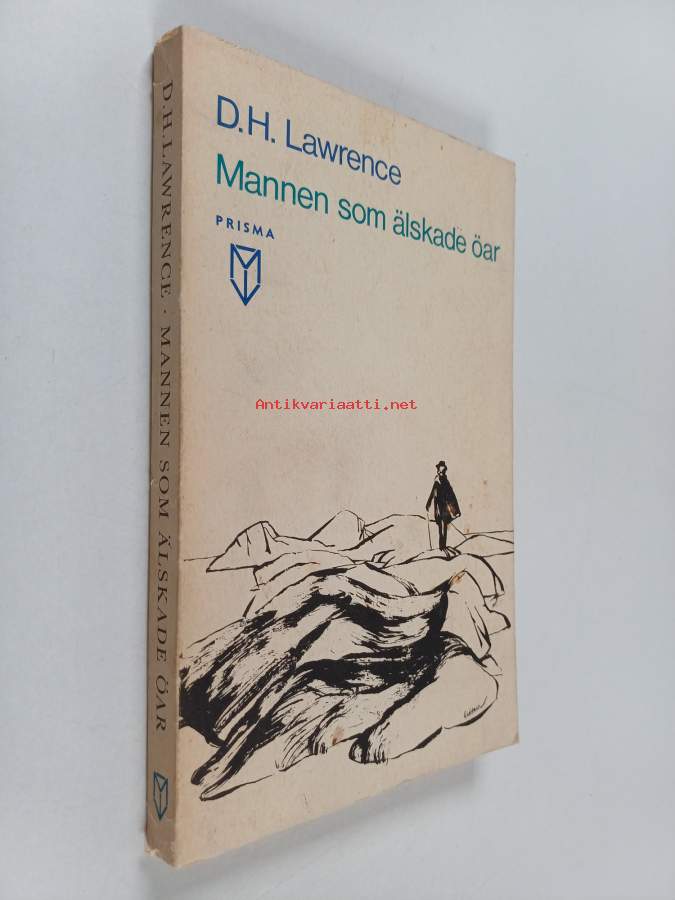 D.H. Lawrence
Mannen som älskade öar
PRISMA
Antikvariaatti.net
D.H.LAWRENCE · MANNEN SOM ÄLSKADE ÖAR